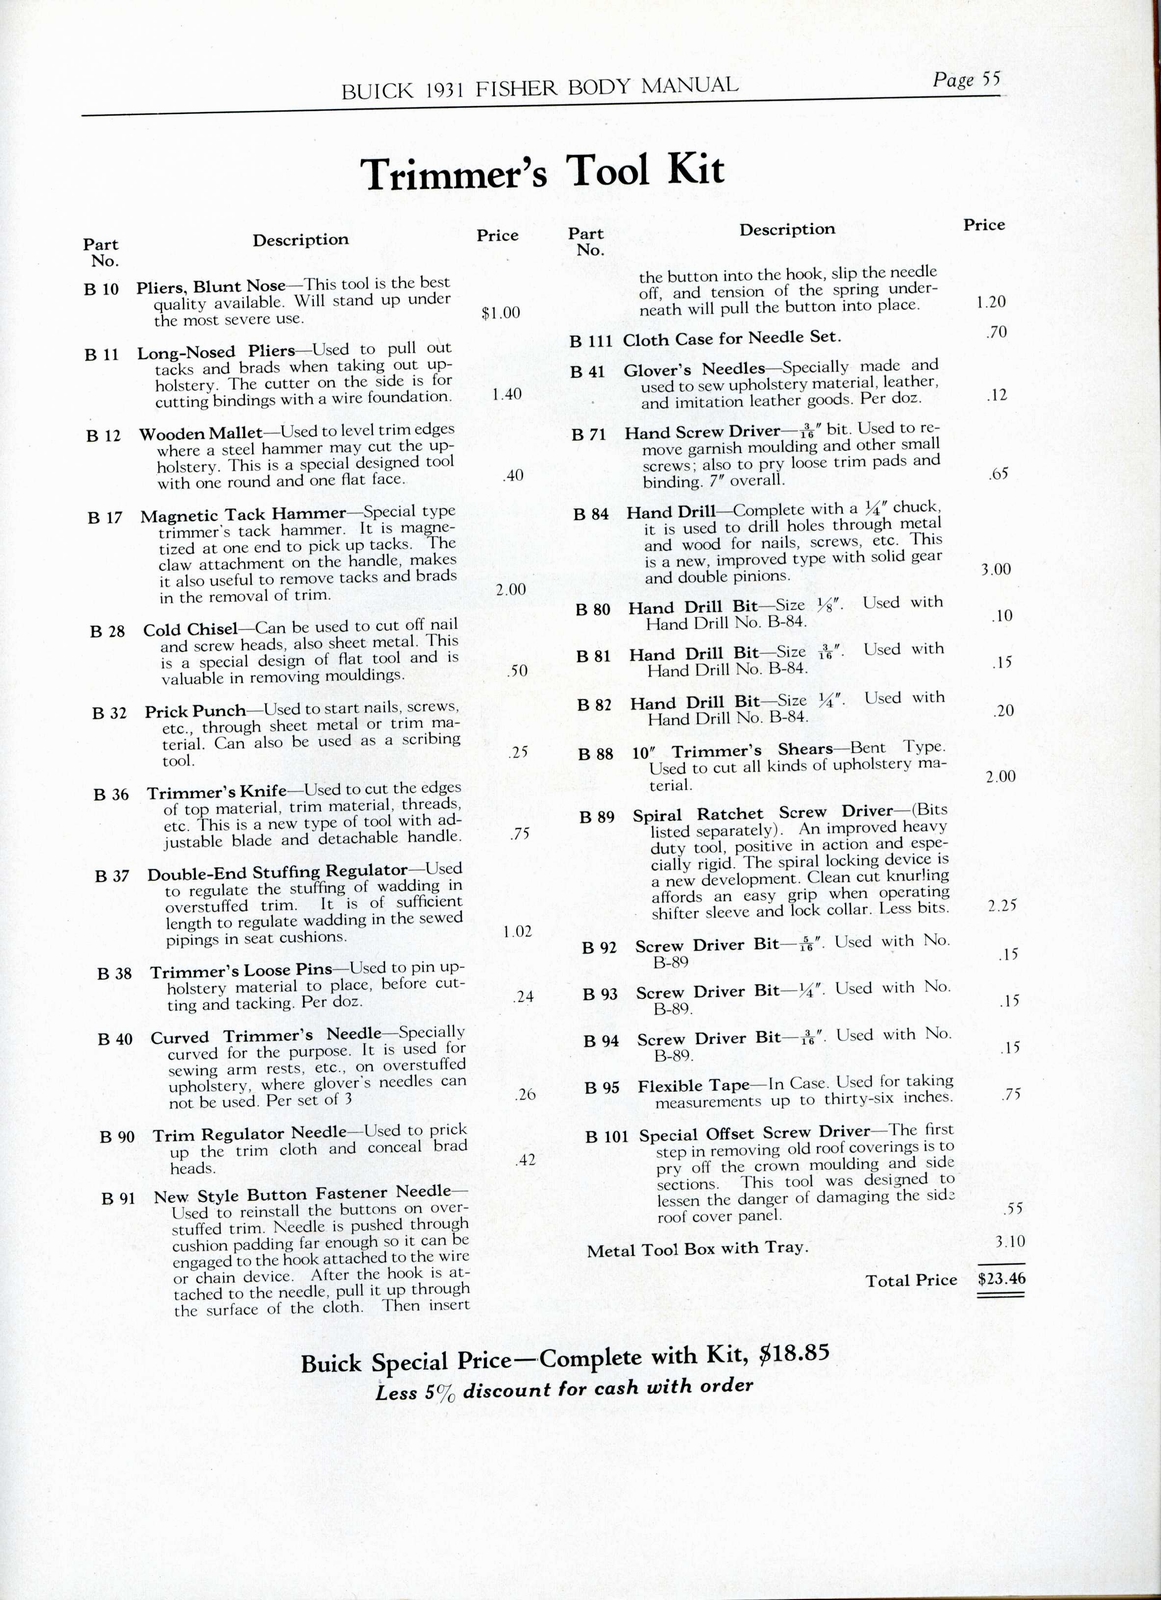 BUICK 1931 FISHER BODY MANUAL Page 55
Trimmer's Tool Kit
Part No. Description Price
B 10 Pliers, Blunt Nose—This tool is the best
quality available. Will stand up under
the most severe use. $1.00
B 11 Long-Nosed Pliers—Used to pull out
tacks and brads when taking out up-
holstery. The cutter on the side is for
cutting bindings with a wire foundation. 1.40
B 12 Wooden Mallet—Used to level trim edges
where a steel hammer may cut the up-
holstery. This is a special designed tool
with one round and one flat face. .40
B 17 Magnetic Tack Hammer—Special type
trimmer's tack hammer. It is magne-
tized at one end to pick up tacks. The
claw attachment on the handle, makes
it also useful to remove tacks and brads
in the removal of trim. 2.00
B 28 Cold Chisel—Can be used to cut off nail
and screw heads, also sheet metal. This
is a special design of flat tool and is
valuable in removing mouldings. .50
B 32 Prick Punch—Used to start nails, screws,
etc., through sheet metal or trim ma-
terial. Can also be used as a scribing
tool. .25
B 36 Trimmer's Knife—Used to cut the edges
of top material, trim material, threads,
etc. This is a new type of tool with ad-
justable blade and detachable handle. .75
B 37 Double-End Stuffing Regulator—Used
to regulate the stuffing of wadding in
overstuffed trim. It is of sufficient
length to regulate wadding in the sewed
pipings in seat cushions. 1.02
B 38 Trimmer's Loose Pins—Used to pin up-
holstery material to place, before cut-
ting and tacking. Per doz. .24
B 40 Curved Trimmer's Needle—Specially
curved for the purpose. It is used for
sewing arm rests, etc., on overstuffed
upholstery, where glover's needles can
not be used. Per set of 3 .26
B 90 Trim Regulator Needle—Used to prick
up the trim cloth and conceal brad
heads. .42
B 91 New Style Button Fastener Needle—
Used to reinstall the buttons on over-
stuffed trim. Needle is pushed through
cushion padding far enough so it can be
engaged to the hook attached to the wire
or chain device. After the hook is at-
tached to the needle, pull it up through
the surface of the cloth. Then insert
Part No. Description Price
the button into the hook, slip the needle
off, and tension of the spring under-
neath will pull the button into place. 1.20
B 111 Cloth Case for Needle Set. .70
B 41 Glover's Needles—Specially made and
used to sew upholstery material, leather,
and imitation leather goods. Per doz. .12
B 71 Hand Screw Driver—3/16" bit. Used to re-
move garnish moulding and other small
screws; also to pry loose trim pads and
binding. 7" overall. .65
B 84 Hand Drill—Complete with a 1/4" chuck,
it is used to drill holes through metal
and wood for nails, screws, etc. This
is a new, improved type with solid gear
and double pinions. 3.00
B 80 Hand Drill Bit—Size 1/8". Used with
Hand Drill No. B-84. .10
B 81 Hand Drill Bit—Size 3/16". Used with
Hand Drill No. B-84. .15
B 82 Hand Drill Bit—Size 1/4". Used with
Hand Drill No. B-84. .20
B 88 10" Trimmer's Shears—Bent Type.
Used to cut all kinds of upholstery ma-
terial. 2.00
B 89 Spiral Ratchet Screw Driver—(Bits
listed separately). An improved heavy
duty tool, positive in action and espe-
cially rigid. The spiral locking device is
a new development. Clean cut knurling
affords an easy grip when operating
shifter sleeve and lock collar. Less bits. 2.25
B 92 Screw Driver Bit—5/16". Used with No.
B-89 .15
B 93 Screw Driver Bit—1/4". Used with No.
B-89. .15
B 94 Screw Driver Bit—3/16". Used with No.
B-89. .15
B 95 Flexible Tape—In Case. Used for taking
measurements up to thirty-six inches. .75
B 101 Special Offset Screw Driver—The first
step in removing old roof coverings is to
pry off the crown moulding and side
sections. This tool was designed to
lessen the danger of damaging the side
roof cover panel. .55
Metal Tool Box with Tray. 3.10
Total Price $23.46
Buick Special Price—Complete with Kit, $18.85
Less 5% discount for cash with order